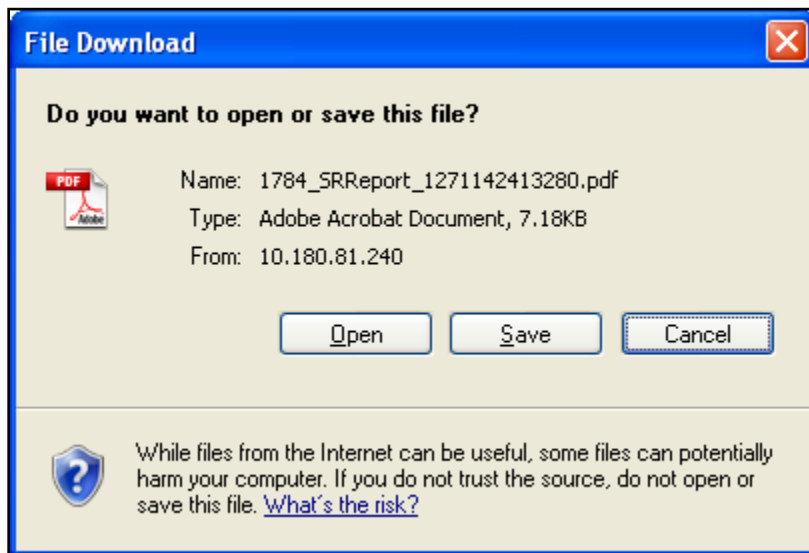 File Download
Do you want to open or save this file?
PDF
Adobe
Name: 1784_SRReport_1271142413280.pdf
Type: Adobe Acrobat Document, 7.18KB
From: 10.180.81.240
Open Save Cancel
While files from the Internet can be useful, some files can potentially
harm your computer. If you do not trust the source, do not open or
save this file. What's the risk?